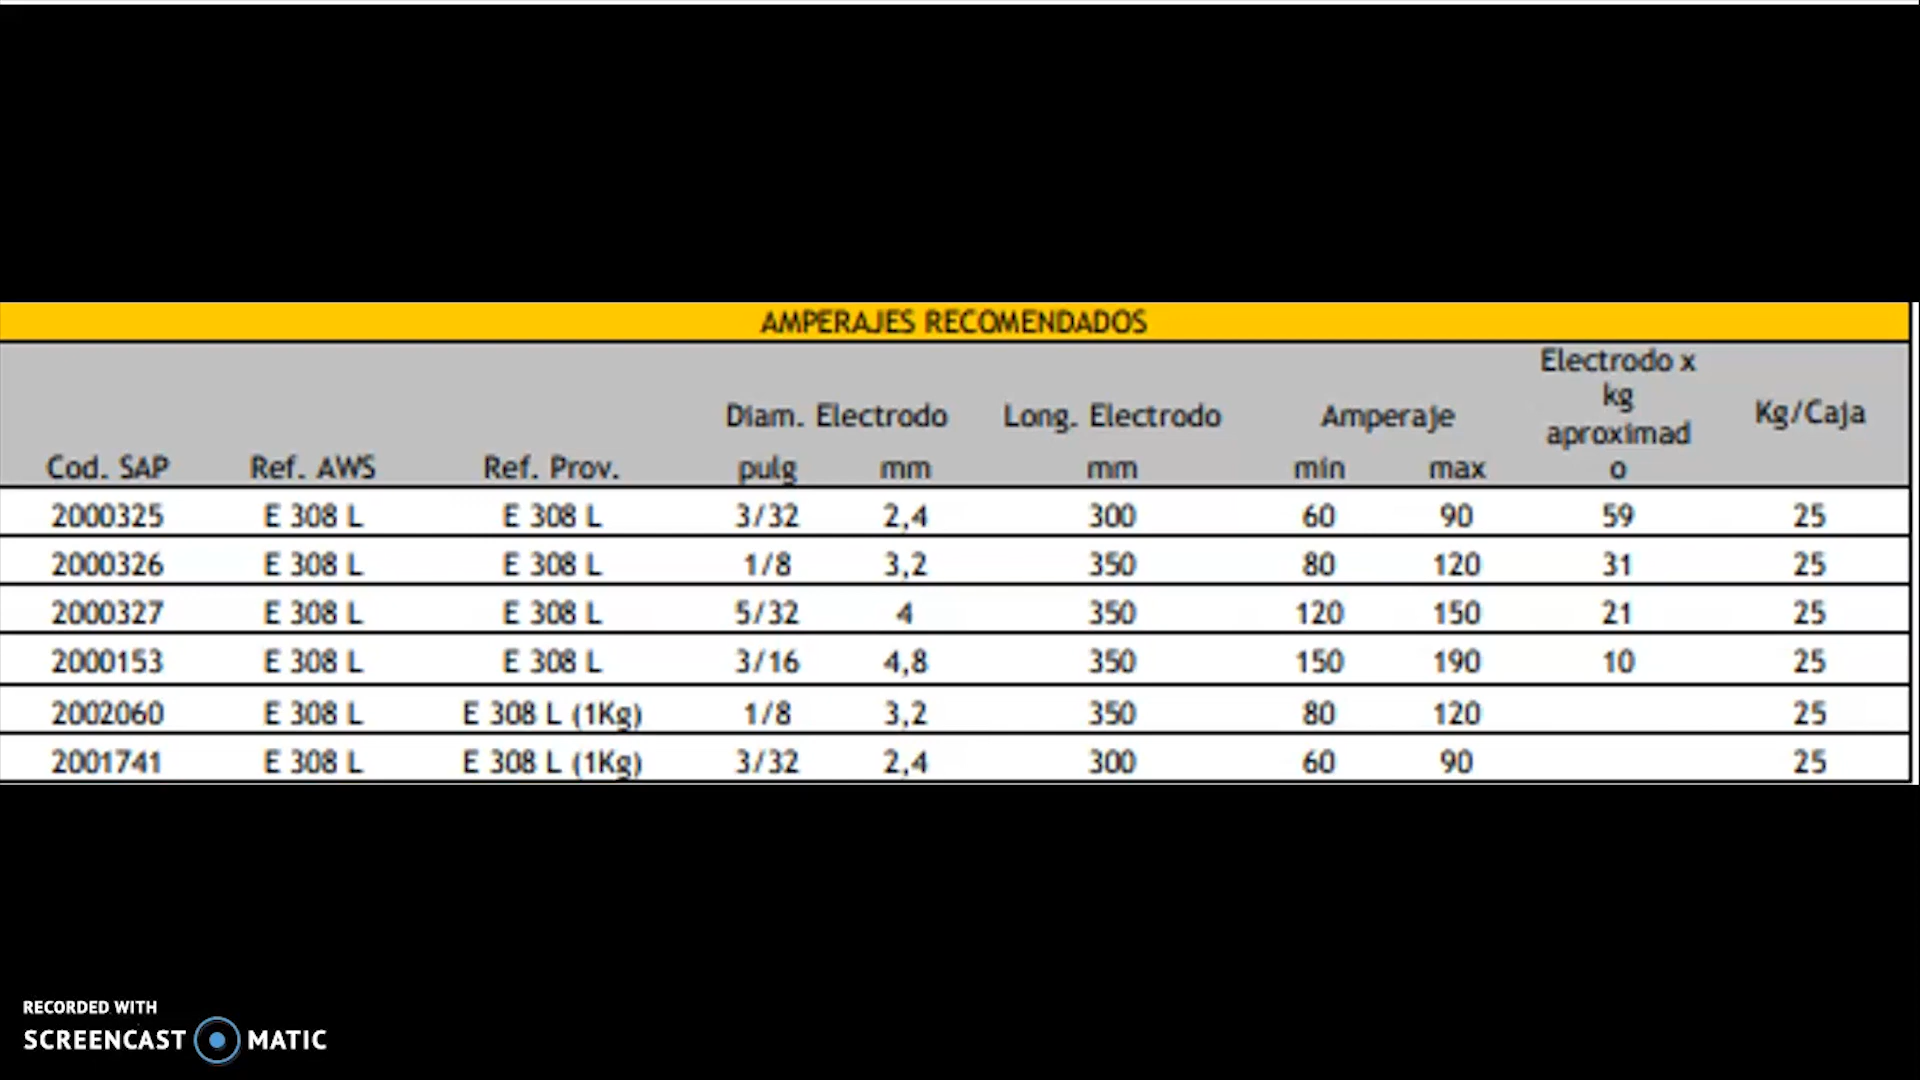 AMPERAJES RECOMENDADOS
Cod. SAP Ref. AWS Ref. Prov. Diam. Electrodo pulg mm Long. Electrodo mm Amperaje min max Electrodo x kg aproximad o Kg/Caja
2000325 E 308 L E 308 L 3/32 2,4 300 60 90 59 25
2000326 E 308 L E 308 L 1/8 3,2 350 80 120 31 25
2000327 E 308 L E 308 L 5/32 4 350 120 150 21 25
2000153 E 308 L E 308 L 3/16 4,8 350 150 190 10 25
2002060 E 308 L E 308 L (1Kg) 1/8 3,2 350 80 120 25
2001741 E 308 L E 308 L (1Kg) 3/32 2,4 300 60 90 25
RECORDED WITH
SCREENCAST MATIC